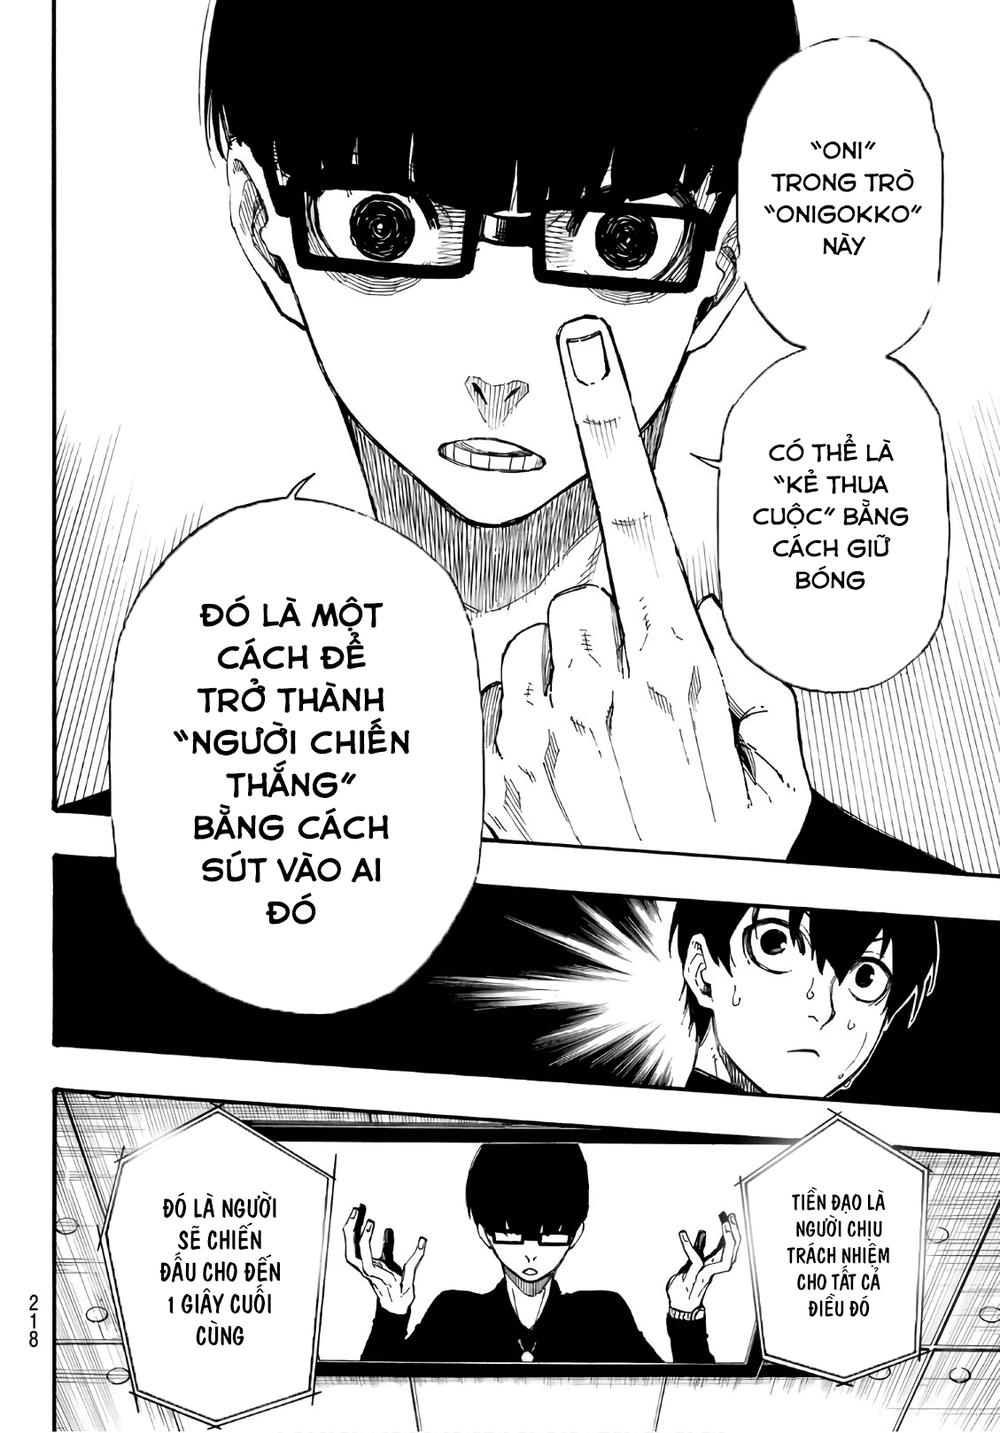 “ONI”
TRONG TRÒ
“ONIGOKKO”
NÀY
CÓ THỂ LÀ
“KẺ THUA
CUỘC” BẰNG
CÁCH GIỮ
BÓNG
ĐÓ LÀ MỘT
CÁCH ĐỂ
TRỞ THÀNH
“NGƯỜI CHIẾN
THẮNG”
BẰNG CÁCH
SÚT VÀO AI
ĐÓ
TIỀN ĐẠO LÀ
NGƯỜI CHỊU
TRÁCH NHIỆM
CHO TẤT CẢ
ĐIỀU ĐÓ
ĐÓ LÀ NGƯỜI
SẼ CHIẾN
ĐẤU CHO ĐẾN
1 GIÂY CUỐI
CÙNG
218